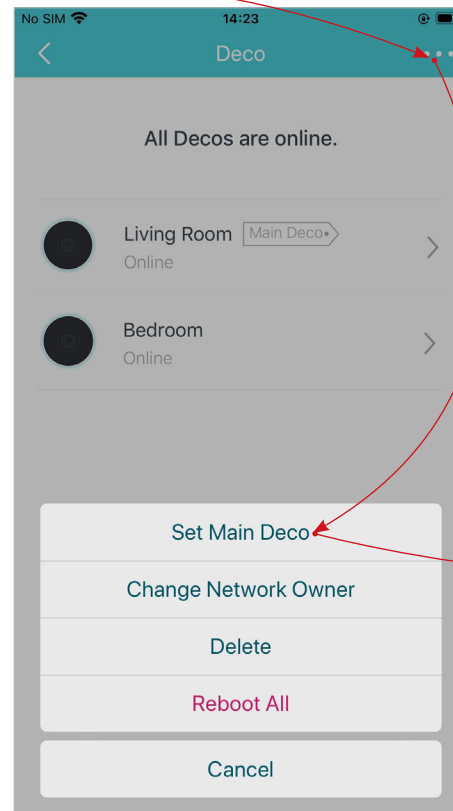 No SIM 14:23
Deco
All Decos are online.
Living Room Main Deco
Online
Bedroom
Online
Set Main Deco
Change Network Owner
Delete
Reboot All
Cancel